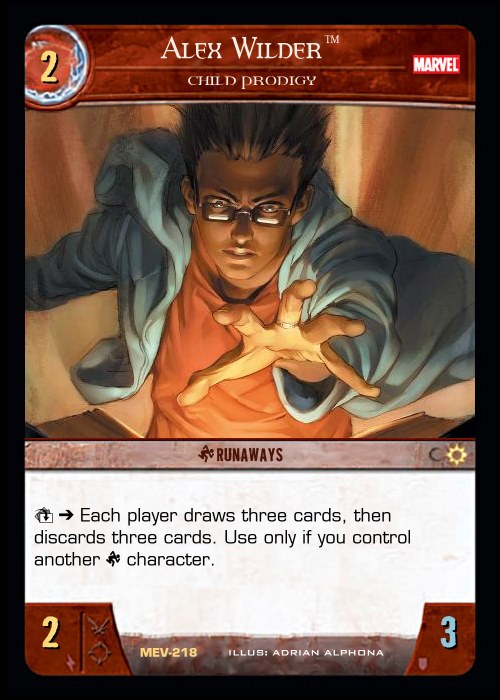 2
ALEX WILDER™
CHILD PRODIGY
MARVEL
RUNAWAYS
C
➔ Each player draws three cards, then
discards three cards. Use only if you control
another character.
2
MEV-218
ILLUS: ADRIAN ALPHONA
3